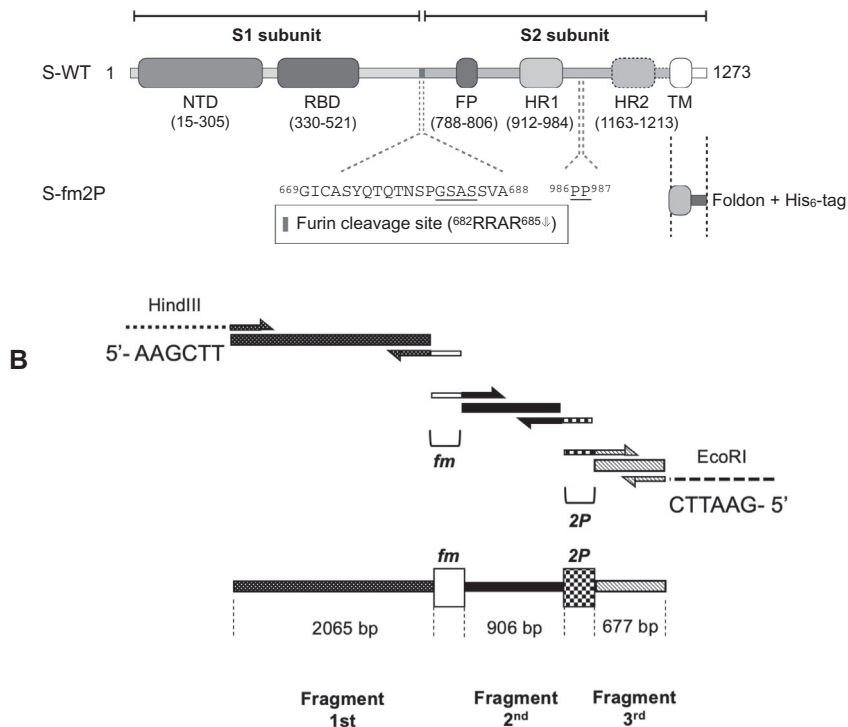 S1 subunit S2 subunit
S-WT 1 1273
NTD RBD FP HR1 HR2 TM
(15-305) (330-521) (788-806) (912-984) (1163-1213)
S-fm2P 669GICASYQTQTNSPGSASSVA688 986PP987 Foldon + His6-tag
Furin cleavage site (682RRAR685⇓)
B
HindIII
5'- AAGCTT
fm
EcoRI
CTTAAG- 5'
2P
fm 2P
2065 bp 906 bp 677 bp
Fragment Fragment Fragment
1st 2nd 3rd